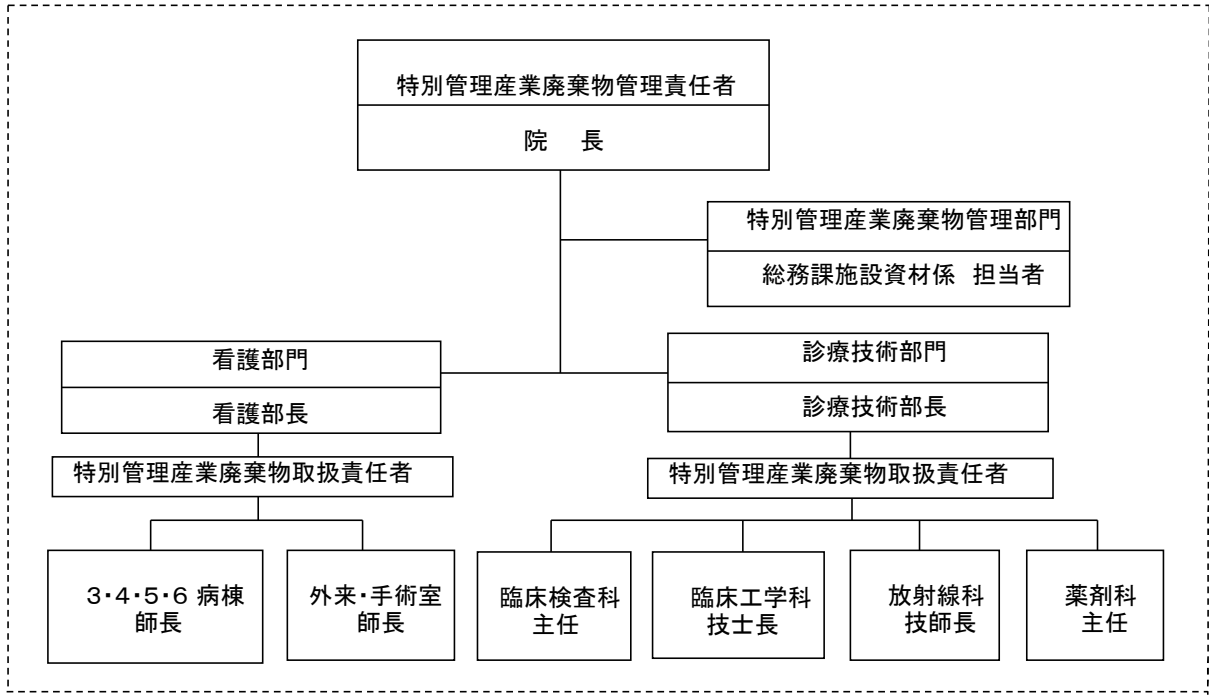 特別管理産業廃棄物管理責任者
院 長
特別管理産業廃棄物管理部門
総務課施設資材係 担当者
看護部門
看護部長
診療技術部門
診療技術部長
特別管理産業廃棄物取扱責任者
特別管理産業廃棄物取扱責任者
3・4・5・6 病棟
師長
外来・手術室
師長
臨床検査科
主任
臨床工学科
技士長
放射線科
技師長
薬剤科
主任